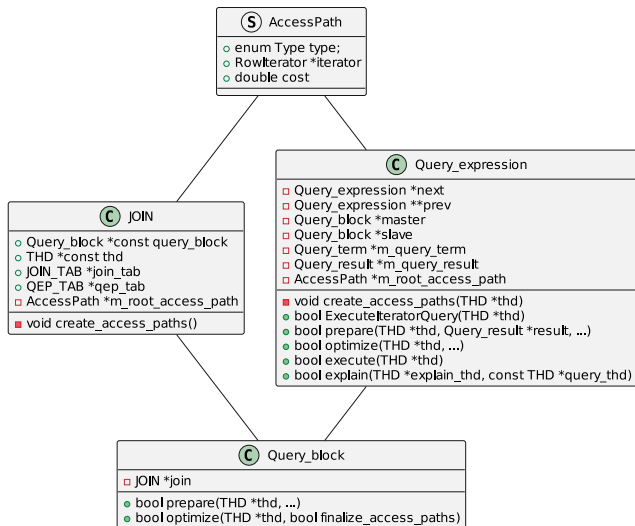 S AccessPath
enum Type type;
RowIterator *iterator
double cost
C JOIN
Query_block *const query_block
THD *const thd
JOIN_TAB *join_tab
QEP_TAB *qep_tab
AccessPath *m_root_access_path
void create_access_paths()
C Query_expression
Query_expression *next
Query_expression **prev
Query_block *master
Query_block *slave
Query_term *m_query_term
Query_result *m_query_result
AccessPath *m_root_access_path
void create_access_paths(THD *thd)
bool ExecuteIteratorQuery(THD *thd)
bool prepare(THD *thd, Query_result *result, ...)
bool optimize(THD *thd, ...)
bool execute(THD *thd)
bool explain(THD *explain_thd, const THD *query_thd)
C Query_block
JOIN *join
bool prepare(THD *thd, ...)
bool optimize(THD *thd, bool finalize_access_paths)